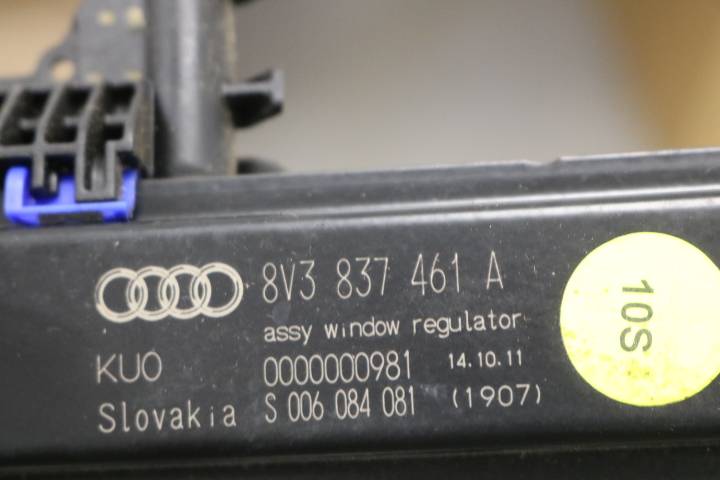 8V3 837 461 A
assy window regulator
KUO 0000000981 14.10.11
Slovakia S 006 084 081 (1907)
10S